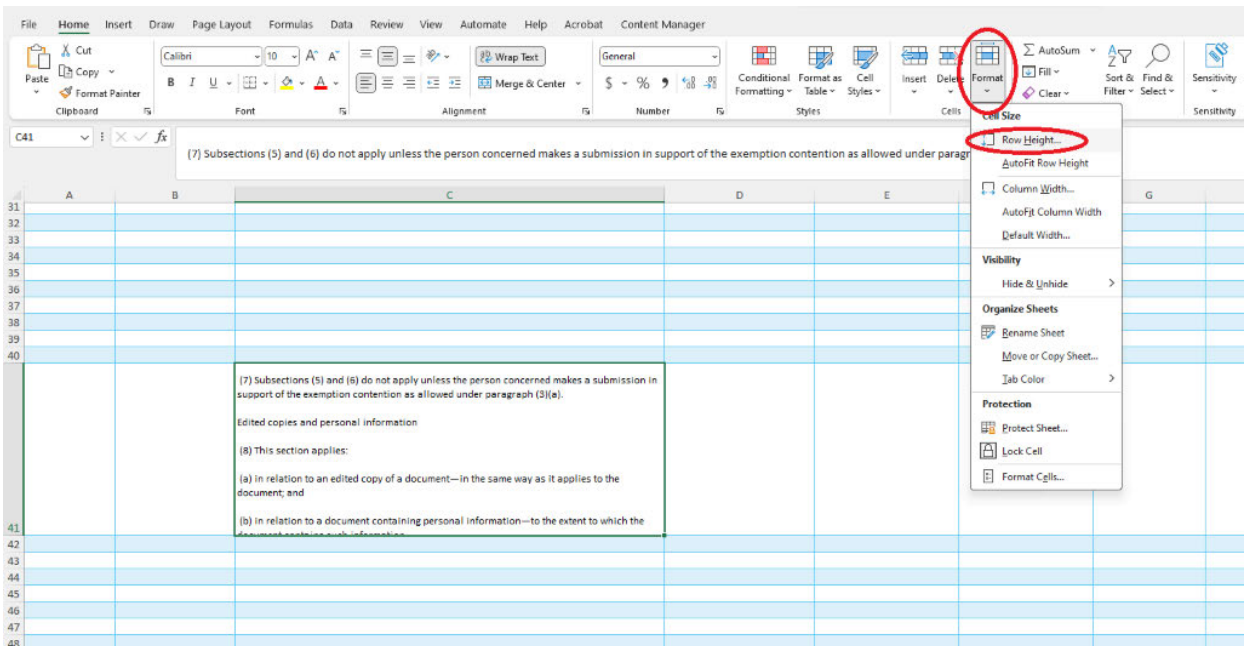 File Home Insert Draw Page Layout Formulas Data Review View Automate Help Acrobat Content Manager
Paste
Cut
Copy
Format Painter
Clipboard
Calibri 10 A^ A˅
B I U A
Font
Wrap Text
Merge & Center
Alignment
General
$ % 9 .00
Number
Conditional Formatting
Format as Table
Cell Styles
Styles
Insert
Delete
Format
Cells
AutoSum
Fill
Clear
Sort & Filter
Find & Select
Sensitivity
Sensitivity
C41 fx (7) Subsections (5) and (6) do not apply unless the person concerned makes a submission in support of the exemption contention as allowed under paragr
Cell Size
Row Height...
AutoFit Row Height
Column Width...
AutoFit Column Width
Default Width...
Visibility
Hide & Unhide
Organize Sheets
Rename Sheet
Move or Copy Sheet...
Tab Color
Protection
Protect Sheet...
Lock Cell
Format Cells...
A B C D E G
31
32
33
34
35
36
37
38
39
40
(7) Subsections (5) and (6) do not apply unless the person concerned makes a submission in
support of the exemption contention as allowed under paragraph (3)(a).
Edited copies and personal information
(8) This section applies:
(a) in relation to an edited copy of a document—in the same way as it applies to the
document; and
(b) in relation to a document containing personal information—to the extent to which the
41
42
43
44
45
46
47
48